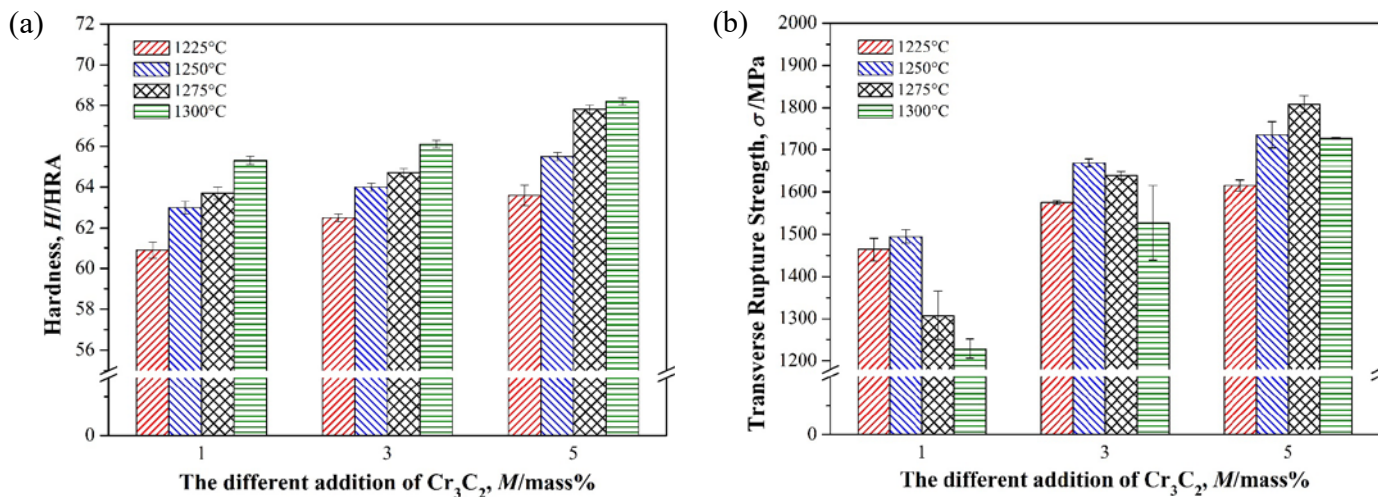 (a)
72
70
68
66
64
62
60
58
56
0
Hardness, H/HRA
1225°C
1250°C
1275°C
1300°C
1 3 5
The different addition of Cr₃C₂, M/mass%
(b)
2000
1900
1800
1700
1600
1500
1400
1300
1200
0
Transverse Rupture Strength, σ/MPa
1225°C
1250°C
1275°C
1300°C
1 3 5
The different addition of Cr₃C₂, M/mass%